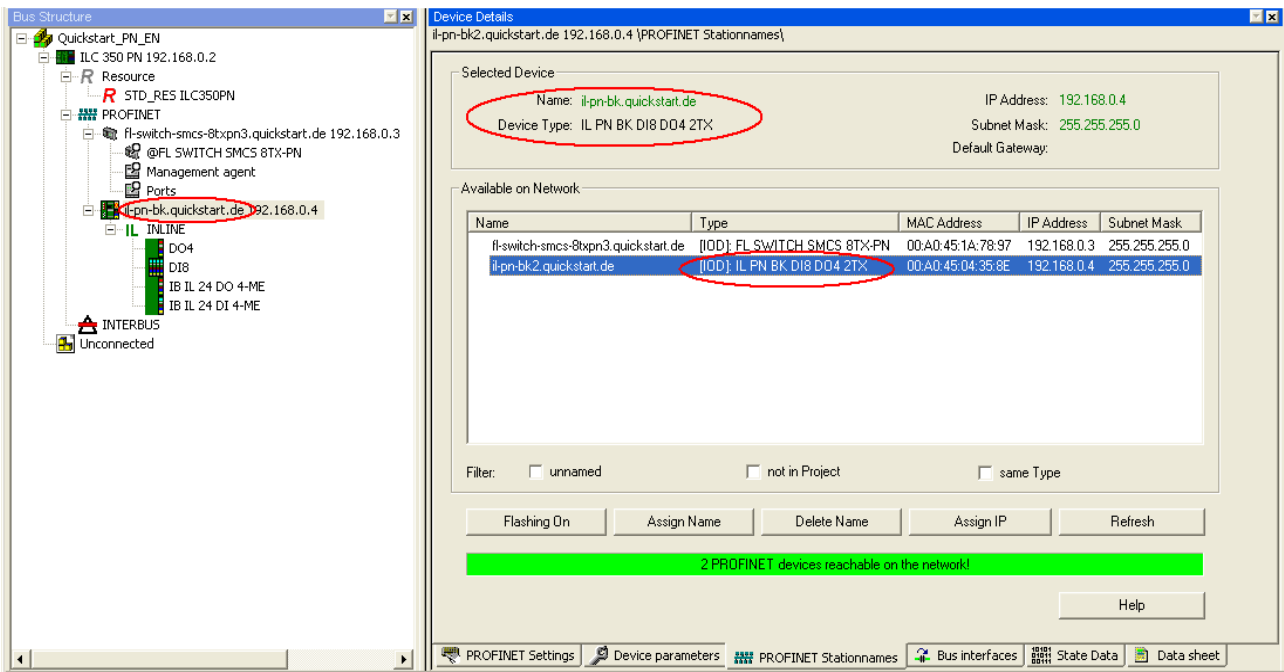 Bus Structure
Quickstart_PN_EN
ILC 350 PN 192.168.0.2
R Resource
R STD_RES ILC350PN
PROFINET
fl-switch-smcs-8txpn3.quickstart.de 192.168.0.3
@FL SWITCH SMCS 8TX-PN
Management agent
Ports
il-pn-bk.quickstart.de 192.168.0.4
IL INLINE
DO4
DI8
IB IL 24 DO 4-ME
IB IL 24 DI 4-ME
INTERBUS
Unconnected
Device Details
il-pn-bk2.quickstart.de 192.168.0.4 \PROFINET Stationnames\
Selected Device
Name: il-pn-bk.quickstart.de IP Address: 192.168.0.4
Device Type: IL PN BK DI8 DO4 2TX Subnet Mask: 255.255.255.0
Default Gateway:
Available on Network
Name Type MAC Address IP Address Subnet Mask
fl-switch-smcs-8txpn3.quickstart.de [IOD]: FL SWITCH SMCS 8TX-PN 00:A0:45:1A:78:97 192.168.0.3 255.255.255.0
il-pn-bk2.quickstart.de [IOD]: IL PN BK DI8 DO4 2TX 00:A0:45:04:35:8E 192.168.0.4 255.255.255.0
Filter: unnamed not in Project same Type
Flashing On Assign Name Delete Name Assign IP Refresh
2 PROFINET devices reachable on the network!
Help
PROFINET Settings Device parameters PROFINET Stationnames Bus interfaces State Data Data sheet